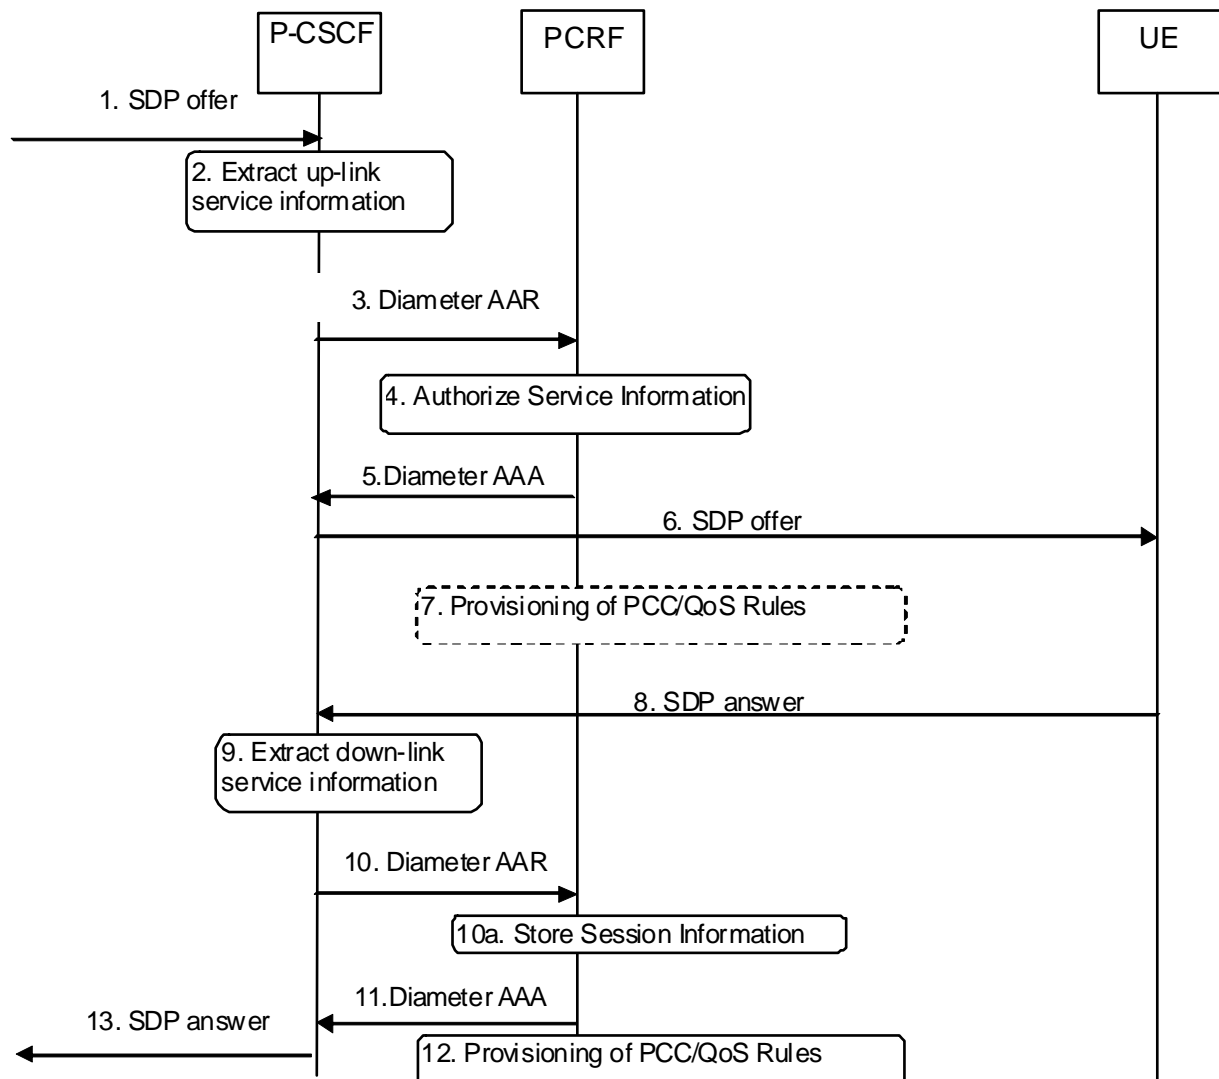 P-CSCF
PCRF
UE
1. SDP offer
2. Extract up-link
service information
3. Diameter AAR
4. Authorize Service Information
5.Diameter AAA
6. SDP offer
7. Provisioning of PCC/QoS Rules
8. SDP answer
9. Extract down-link
service information
10. Diameter AAR
10a. Store Session Information
11.Diameter AAA
13. SDP answer
12. Provisioning of PCC/QoS Rules